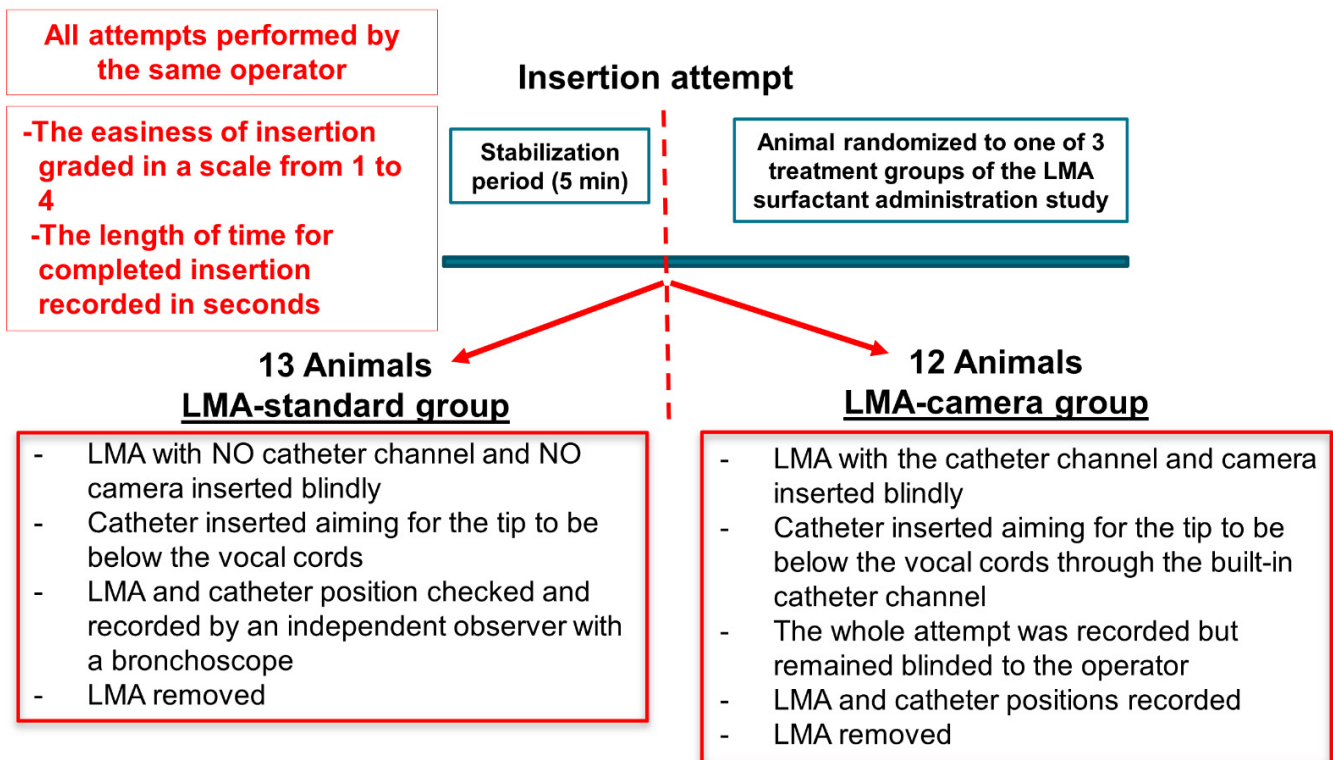 All attempts performed by
the same operator
-The easiness of insertion
graded in a scale from 1 to
4
-The length of time for
completed insertion
recorded in seconds
Insertion attempt
Stabilization
period (5 min)
Animal randomized to one of 3
treatment groups of the LMA
surfactant administration study
13 Animals
LMA-standard group
- LMA with NO catheter channel and NO
camera inserted blindly
- Catheter inserted aiming for the tip to be
below the vocal cords
- LMA and catheter position checked and
recorded by an independent observer with
a bronchoscope
- LMA removed
12 Animals
LMA-camera group
- LMA with the catheter channel and camera
inserted blindly
- Catheter inserted aiming for the tip to be
below the vocal cords through the built-in
catheter channel
- The whole attempt was recorded but
remained blinded to the operator
- LMA and catheter positions recorded
- LMA removed